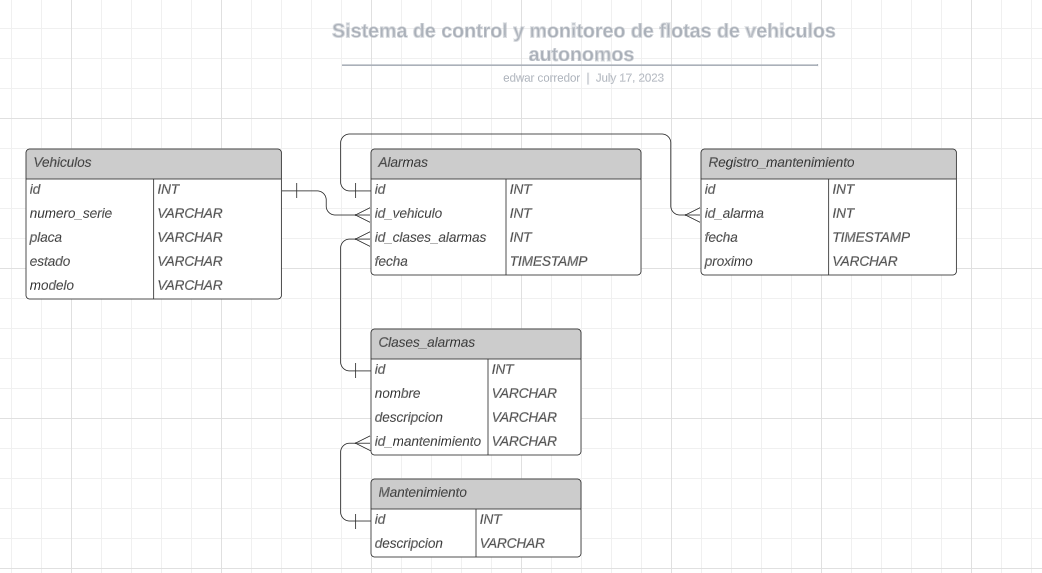 Sistema de control y monitoreo de flotas de vehiculos
autonomos
edwar corredor | July 17, 2023
Vehiculos
id INT
numero_serie VARCHAR
placa VARCHAR
estado VARCHAR
modelo VARCHAR
Alarmas
id INT
id_vehiculo INT
id_clases_alarmas INT
fecha TIMESTAMP
Registro_mantenimiento
id INT
id_alarma INT
fecha TIMESTAMP
proximo VARCHAR
Clases_alarmas
id INT
nombre VARCHAR
descripcion VARCHAR
id_mantenimiento VARCHAR
Mantenimiento
id INT
descripcion VARCHAR